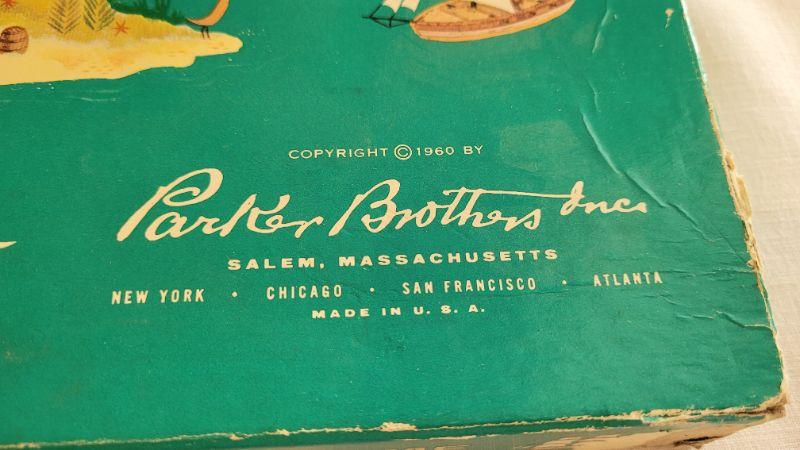 COPYRIGHT © 1960 BY
Parker Brothers Inc.
SALEM, MASSACHUSETTS
NEW YORK • CHICAGO • SAN FRANCISCO • ATLANTA
MADE IN U. S. A.